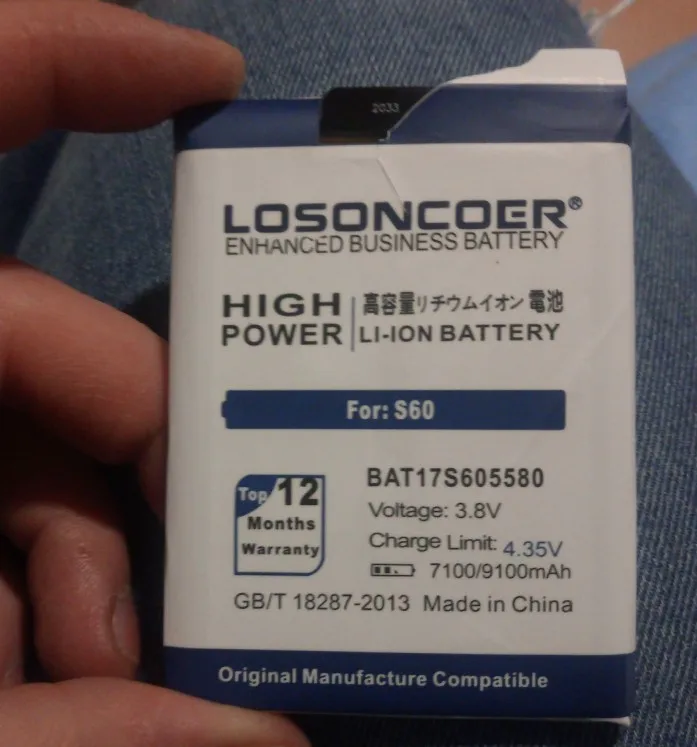 2033
LOSONCOER®
ENHANCED BUSINESS BATTERY
HIGH
POWER
高容量リチウムイオン 電池
LI-ION BATTERY
For: S60
Top 12
Months
Warranty
BAT17S605580
Voltage: 3.8V
Charge Limit: 4.35V
7100/9100mAh
GB/T 18287-2013 Made in China
Original Manufacture Compatible